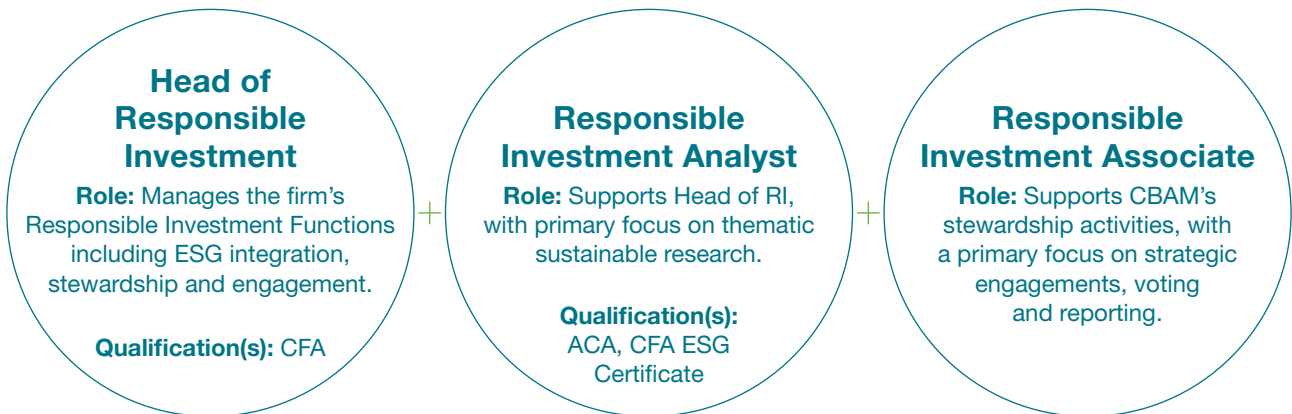 Head of
Responsible
Investment
Role: Manages the firm's
Responsible Investment Functions
including ESG integration,
stewardship and engagement.
Qualification(s): CFA
+
Responsible
Investment Analyst
Role: Supports Head of RI,
with primary focus on thematic
sustainable research.
Qualification(s):
ACA, CFA ESG
Certificate
+
Responsible
Investment Associate
Role: Supports CBAM's
stewardship activities, with
a primary focus on strategic
engagements, voting
and reporting.